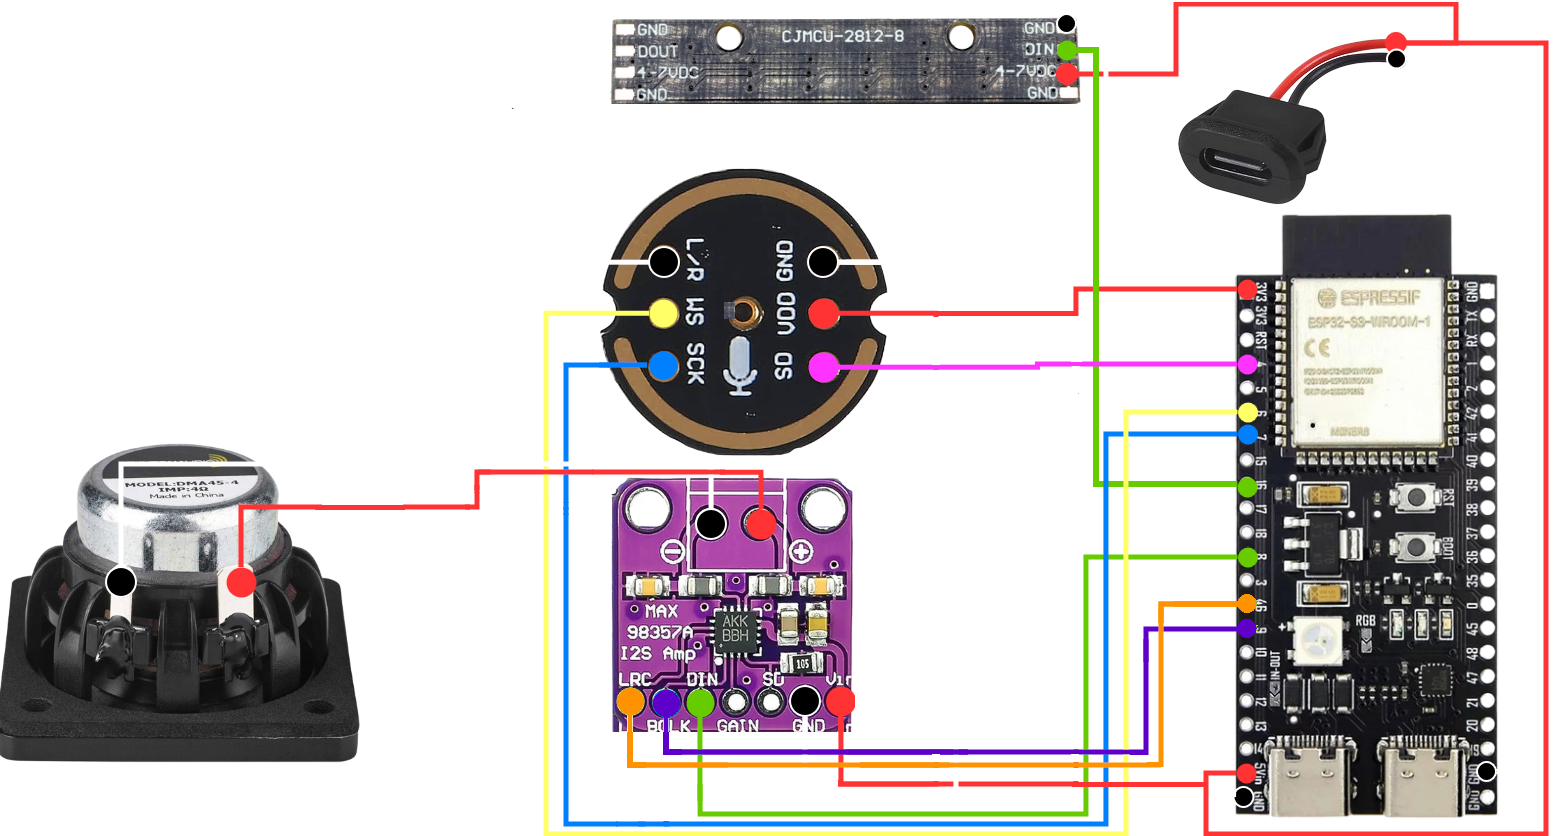 GND
DOUT
4-7VDC
GND
CJMCU-2812-8
GND
DIN
4-7VDC
GND
L/R
WS
SCK
GND
VDD
SD
MODEL:DMA45-4
IMP:4Ω
Made in China
MAX
98357A
I2S Amp
AKK
BBH
105
LRC
DIN
SD
Vin
BCLK
GAIN
GND
ESPRESSIF
ESP32-S3-WROOM-1
CE
3V3
3V3
RST
4
5
6
7
15
16
17
18
8
3
46
9
10
11
12
13
14
5Vin
GND
GND
TX
RX
1
2
42
41
40
39
38
37
36
35
0
45
48
47
21
20
19
GND
GND
RST
BOOT
RGB
IN-OUT